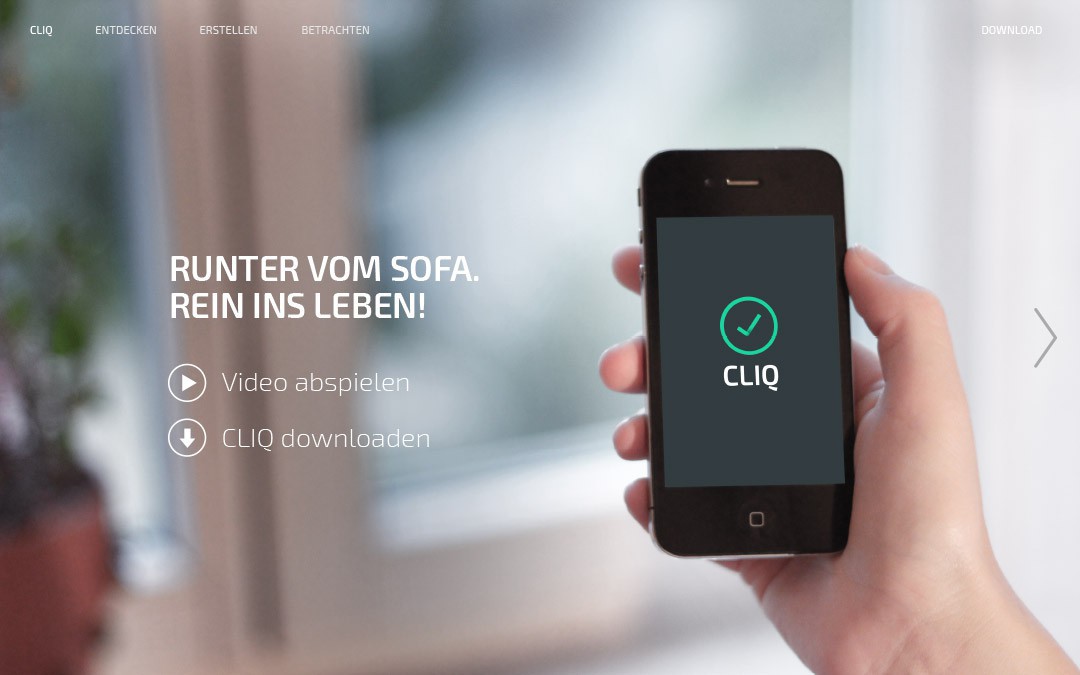 CLIQ
ENTDECKEN
ERSTELLEN
BETRACHTEN
DOWNLOAD
RUNTER VOM SOFA.
REIN INS LEBEN!
Video abspielen
CLIQ downloaden
CLIQ